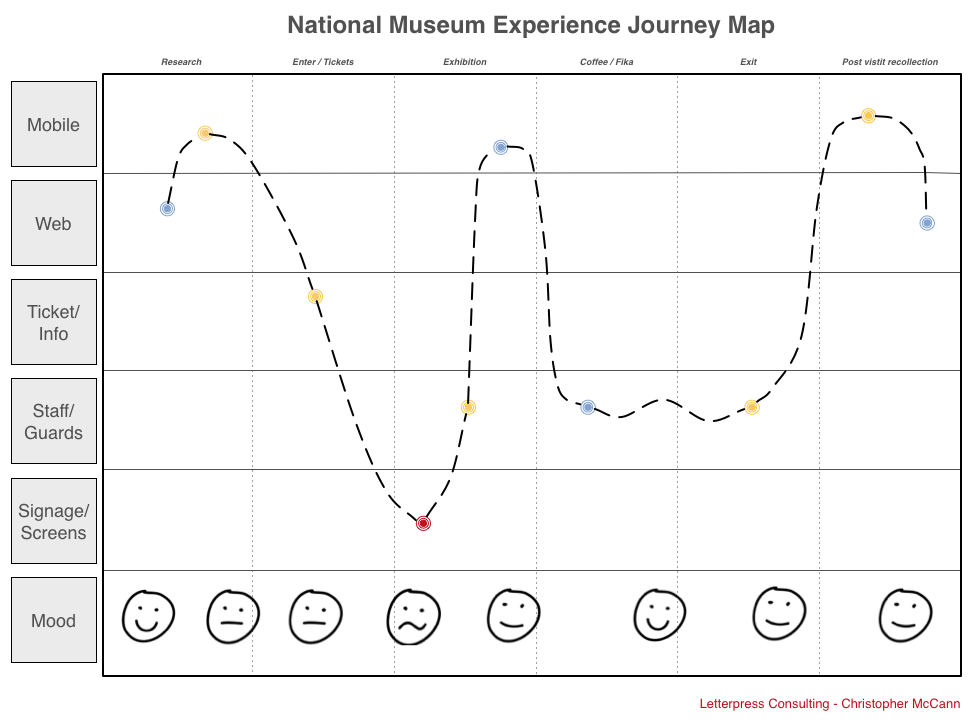 National Museum Experience Journey Map
Research
Enter / Tickets
Exhibition
Coffee / Fika
Exit
Post vistit recollection
Mobile
Web
Ticket/
Info
Staff/
Guards
Signage/
Screens
Mood
Letterpress Consulting - Christopher McCann